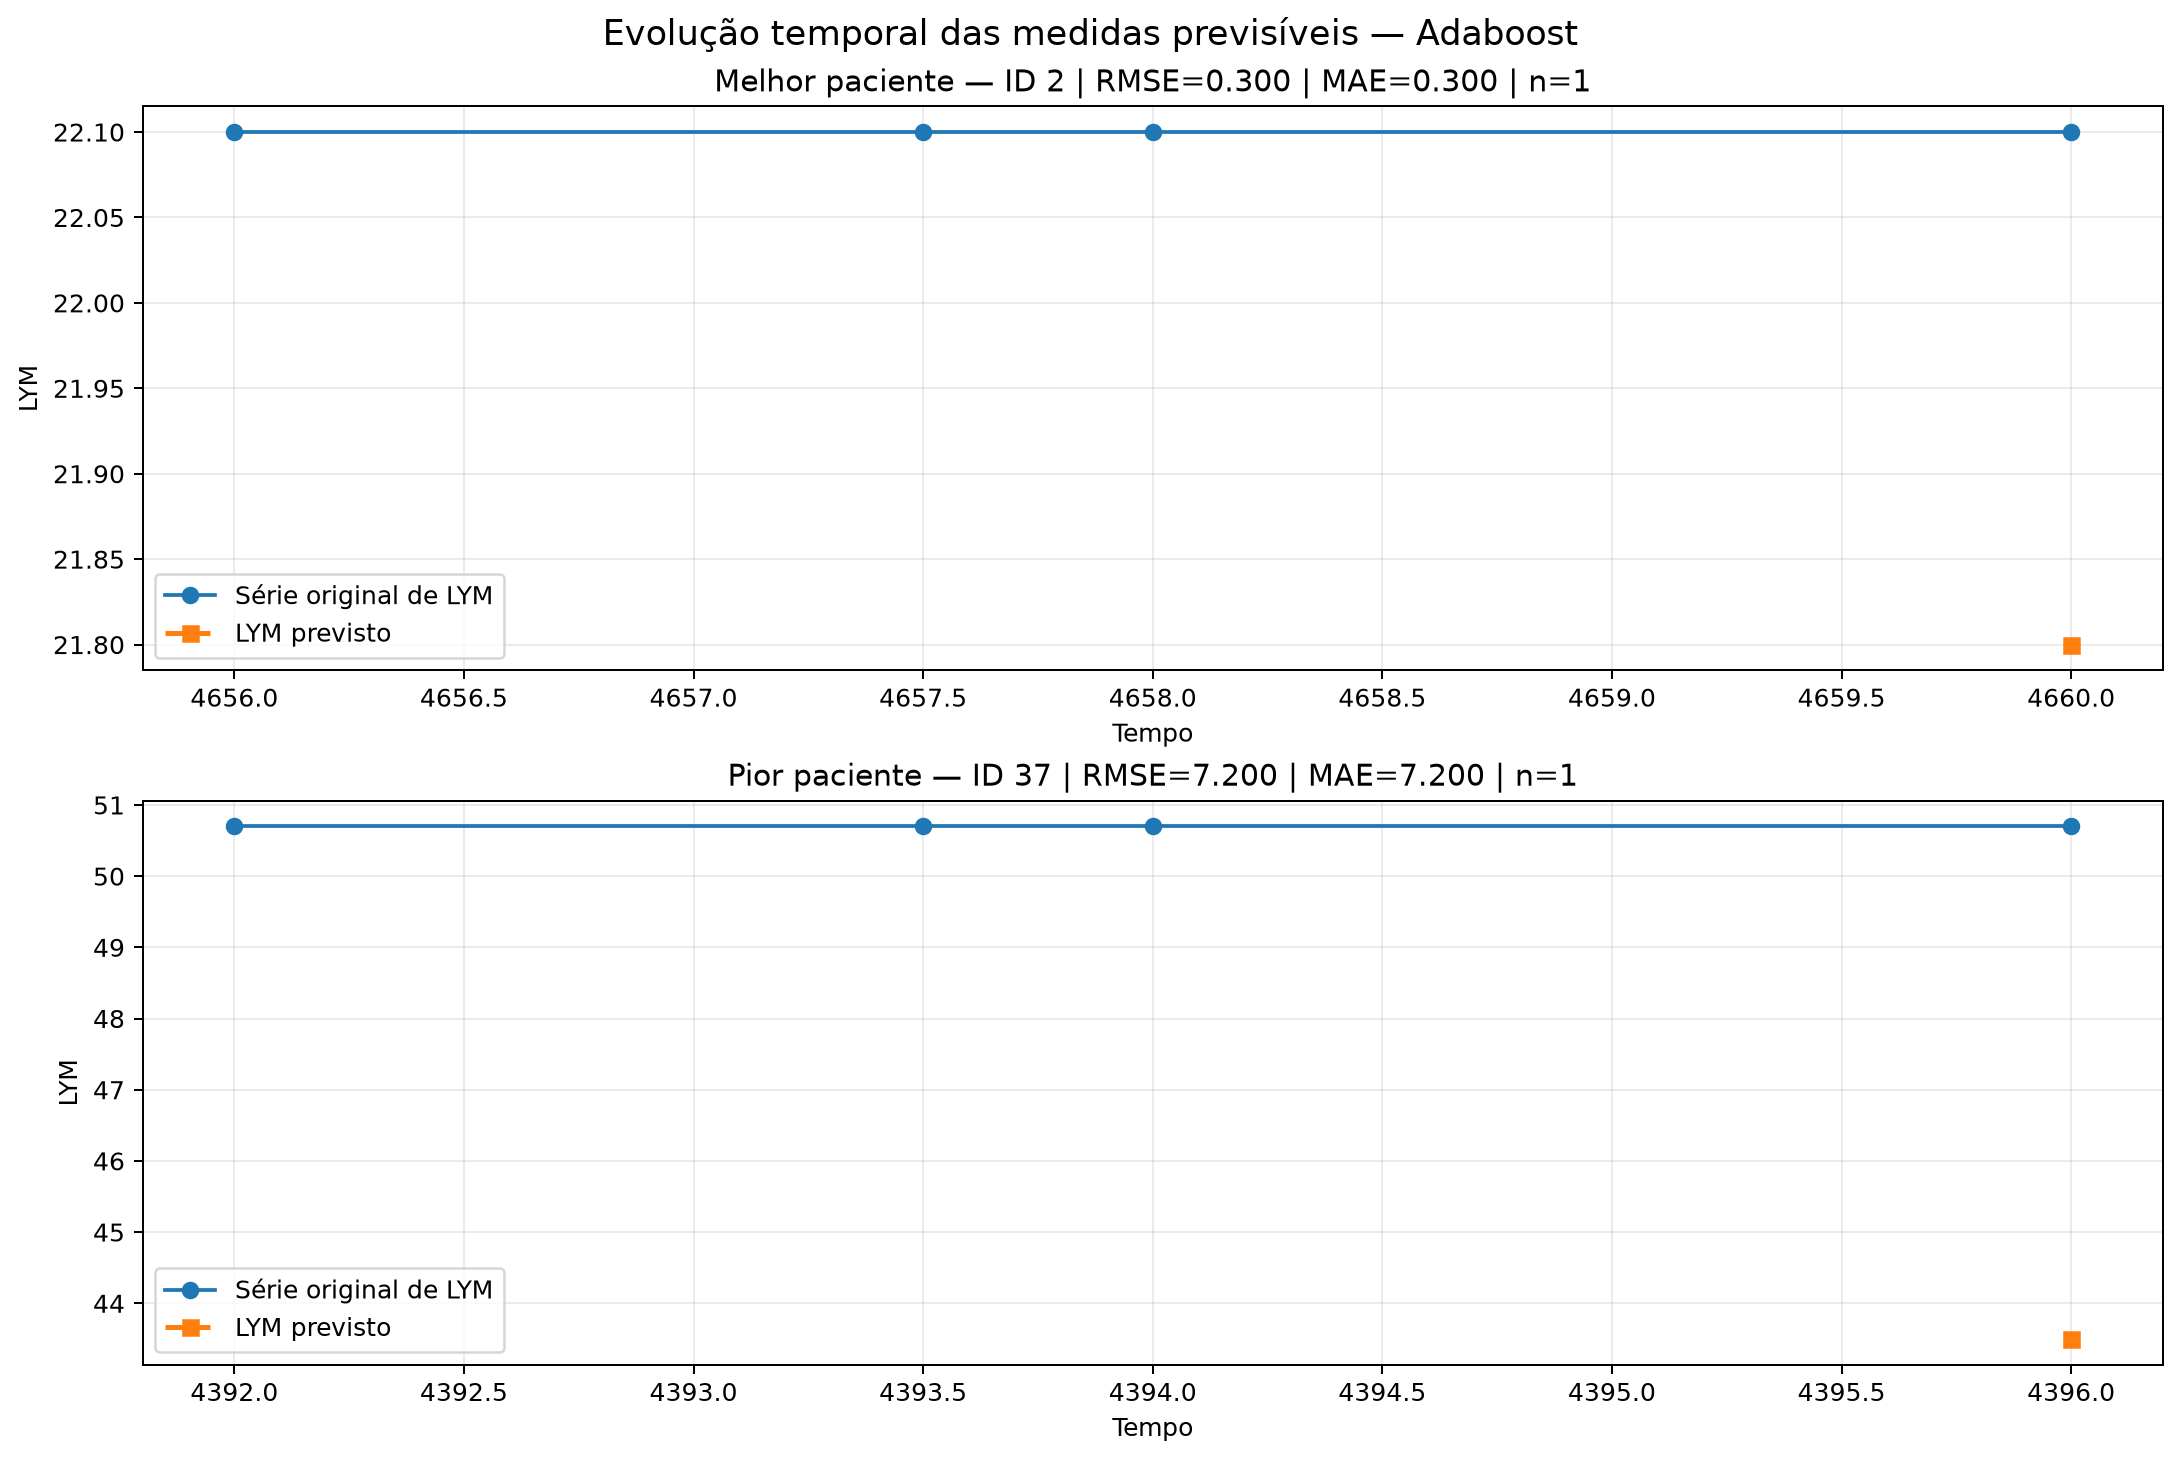 Evolução temporal das medidas previsíveis — Adaboost
Melhor paciente — ID 2 | RMSE=0.300 | MAE=0.300 | n=1
22.10
22.05
22.00
21.95
21.90
21.85
21.80
LYM
Série original de LYM
LYM previsto
4656.0 4656.5 4657.0 4657.5 4658.0 4658.5 4659.0 4659.5 4660.0
Tempo
Pior paciente — ID 37 | RMSE=7.200 | MAE=7.200 | n=1
51
50
49
48
47
46
45
44
LYM
Série original de LYM
LYM previsto
4392.0 4392.5 4393.0 4393.5 4394.0 4394.5 4395.0 4395.5 4396.0
Tempo